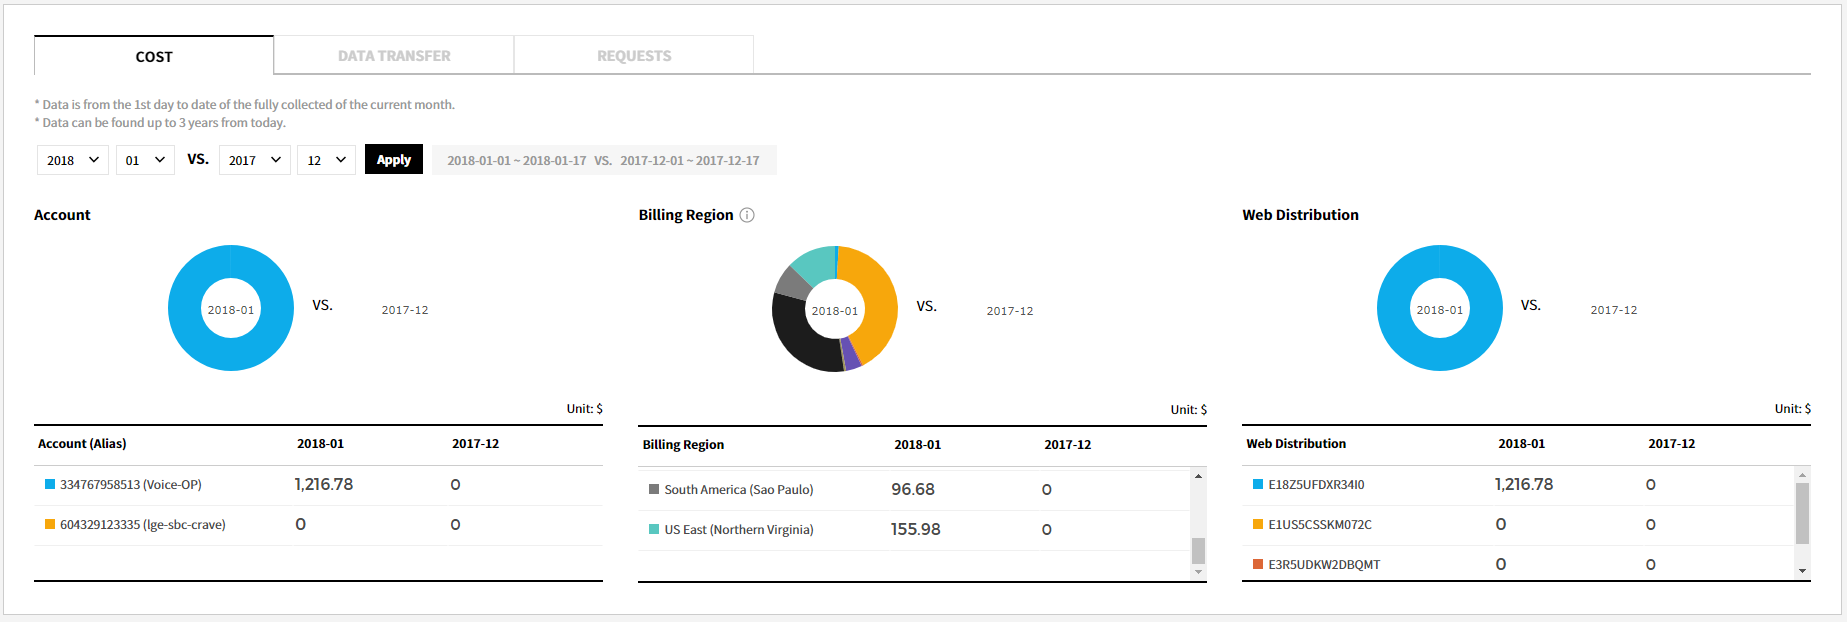 COST
DATA TRANSFER
REQUESTS
* Data is from the 1st day to date of the fully collected of the current month.
* Data can be found up to 3 years from today.
2018 01 VS. 2017 12 Apply 2018-01-01 ~ 2018-01-17 VS. 2017-12-01 ~ 2017-12-17
Account
2018-01 VS. 2017-12
Unit: $
Account (Alias) 2018-01 2017-12
334767958513 (Voice-OP) 1,216.78 0
604329123335 (lge-sbc-crave) 0 0
Billing Region
2018-01 VS. 2017-12
Unit: $
Billing Region 2018-01 2017-12
South America (Sao Paulo) 96.68 0
US East (Northern Virginia) 155.98 0
Web Distribution
2018-01 VS. 2017-12
Unit: $
Web Distribution 2018-01 2017-12
E18Z5UFDXR34I0 1,216.78 0
E1US5CSSKM072C 0 0
E3R5UDKW2DBQMT 0 0